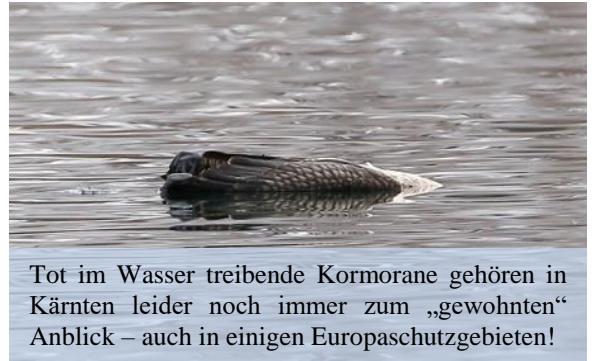 Tot im Wasser treibende Kormorane gehören in
Kärnten leider noch immer zum „gewohnten“
Anblick – auch in einigen Europaschutzgebieten!